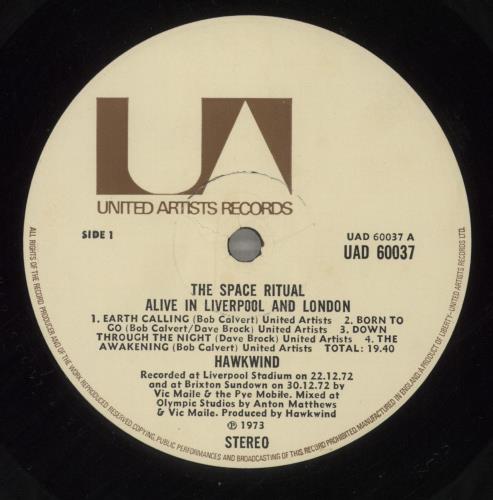 UA
UNITED ARTISTS RECORDS
SIDE 1
UAD 60037 A
UAD 60037
THE SPACE RITUAL
ALIVE IN LIVERPOOL AND LONDON
1. EARTH CALLING (Bob Calvert) United Artists 2. BORN TO
GO (Bob Calvert/Dave Brock) United Artists 3. DOWN
THROUGH THE NIGHT (Dave Brock) United Artists 4. THE
AWAKENING (Bob Calvert) United Artists TOTAL: 19.40
HAWKWIND
Recorded at Liverpool Stadium on 22.12.72
and at Brixton Sundown on 30.12.72 by
Vic Maile & the Pye Mobile. Mixed at
Olympic Studios by Anton Matthews
& Vic Maile. Produced by Hawkwind
℗ 1973
STEREO
ALL RIGHTS OF THE RECORD PRODUCER AND OF THE OWNER OF THE RECORDED WORK RESERVED. UNAUTHORISED COPYING, PUBLIC PERFORMANCES AND BROADCASTING OF THIS RECORD PROHIBITED. MANUFACTURED IN ENGLAND. A PRODUCT OF LIBERTY-UNITED ARTISTS RECORDS LTD.